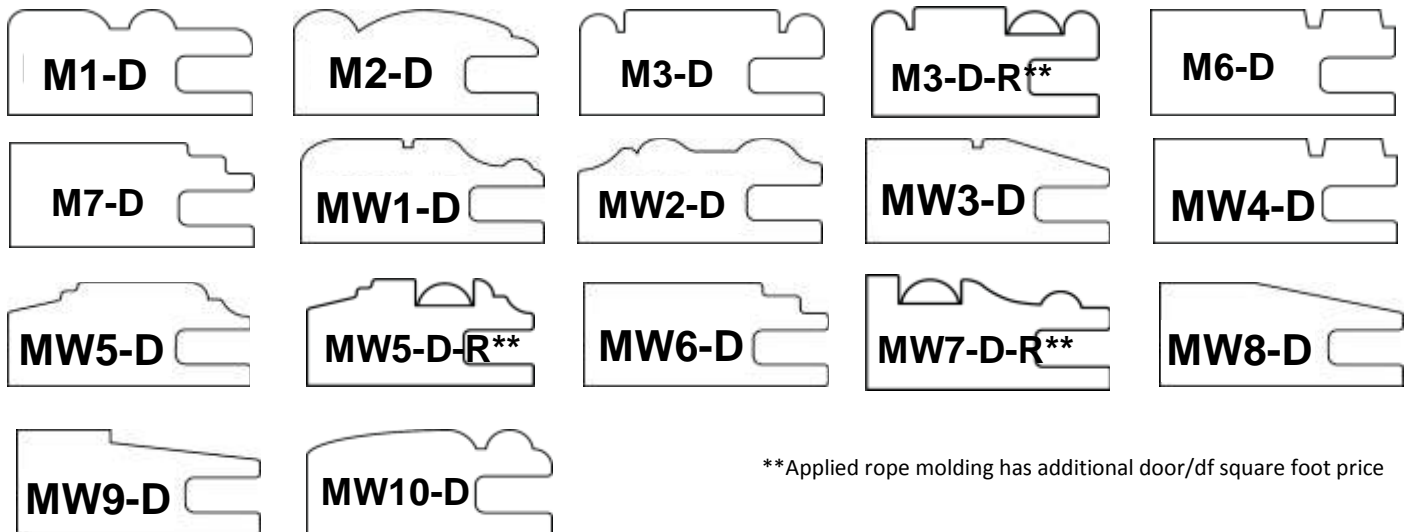 M1-D
M2-D
M3-D
M3-D-R**
M6-D
M7-D
MW1-D
MW2-D
MW3-D
MW4-D
MW5-D
MW5-D-R**
MW6-D
MW7-D-R**
MW8-D
MW9-D
MW10-D
**Applied rope molding has additional door/df square foot price